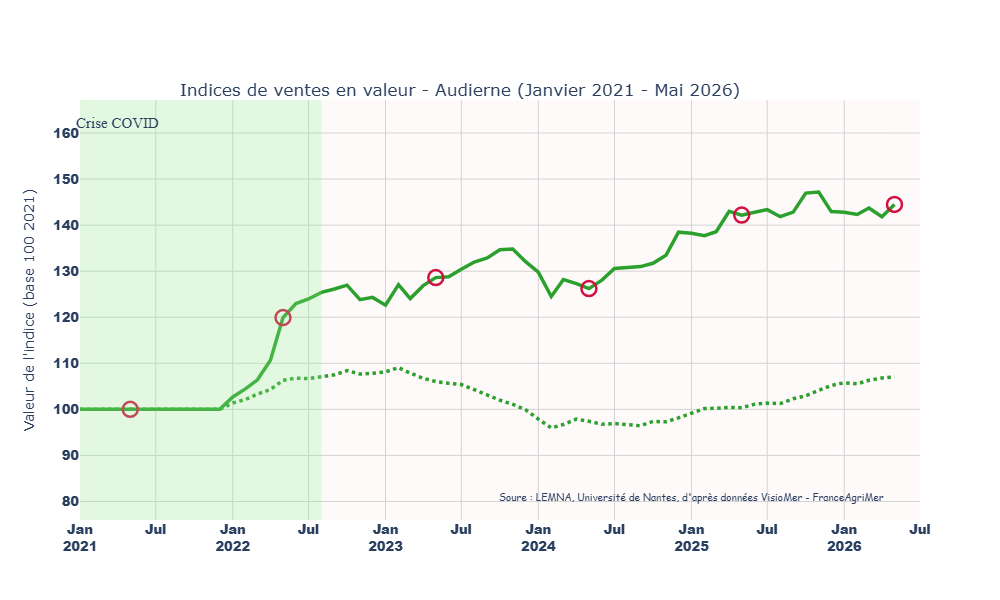 Indices de ventes en valeur - Audierne (Janvier 2021 - Mai 2026)
Crise COVID
Valeur de l'indice (base 100 2021)
160
150
140
130
120
110
100
90
80
Soure : LEMNA, Université de Nantes, d'après données VisioMer - FranceAgriMer
Jan Jul Jan Jul Jan Jul Jan Jul Jan Jul Jan Jul
2021 2022 2023 2024 2025 2026